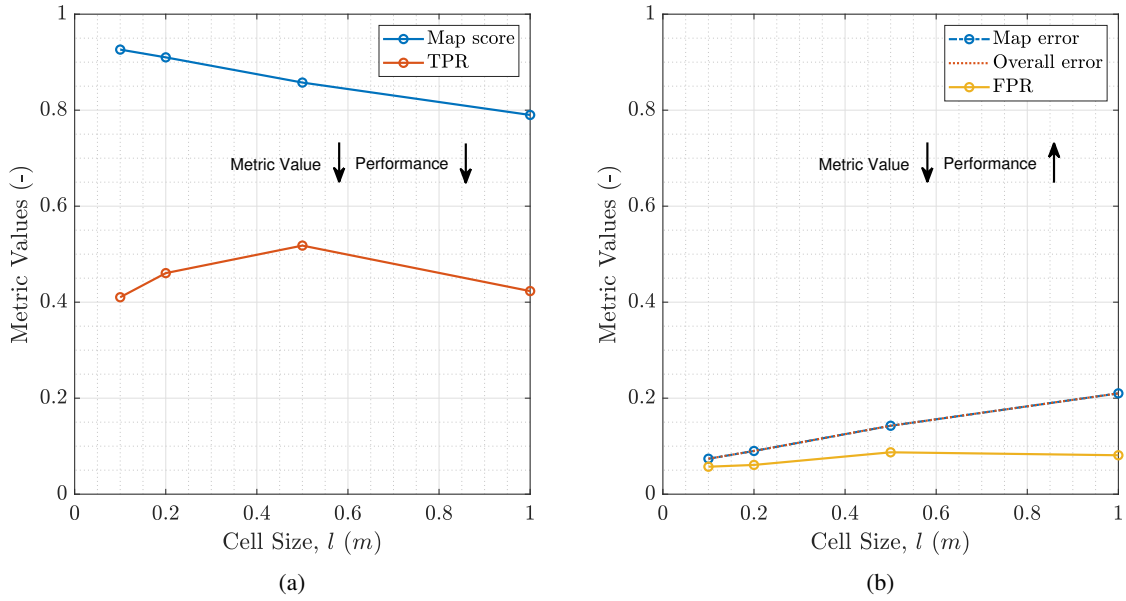 1
0.8
0.6
0.4
0.2
0
Metric Values (-)
Map score
TPR
Metric Value
Performance
0
0.2
0.4
0.6
0.8
1
Cell Size, l (m)
(a)
1
0.8
0.6
0.4
0.2
0
Metric Values (-)
Map error
Overall error
FPR
Metric Value
Performance
0
0.2
0.4
0.6
0.8
1
Cell Size, l (m)
(b)